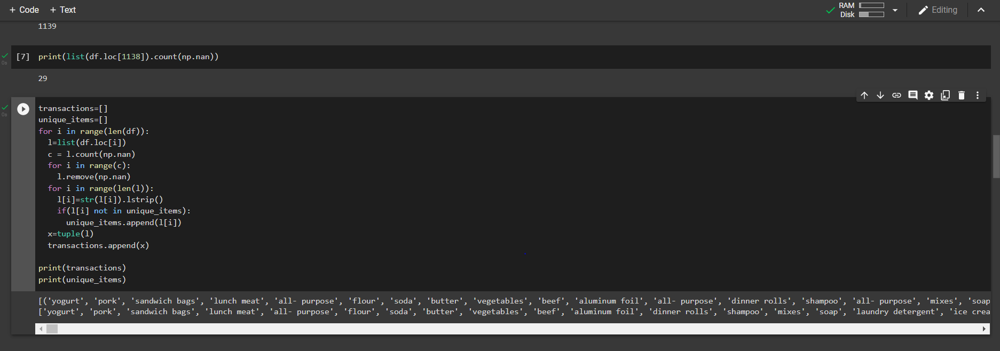 + Code + Text
RAM
Disk
Editing
1139
[7] print(list(df.loc[1138]).count(np.nan))
0s
29
0s
transactions=[]
unique_items=[]
for i in range(len(df)):
  l=list(df.loc[i])
  c = l.count(np.nan)
  for i in range(c):
    l.remove(np.nan)
  for i in range(len(l)):
    l[i]=str(l[i]).lstrip()
    if(l[i] not in unique_items):
      unique_items.append(l[i])
  x=tuple(l)
  transactions.append(x)
print(transactions)
print(unique_items)
[('yogurt', 'pork', 'sandwich bags', 'lunch meat', 'all- purpose', 'flour', 'soda', 'butter', 'vegetables', 'beef', 'aluminum foil', 'all- purpose', 'dinner rolls', 'shampoo', 'all- purpose', 'mixes', 'soap
['yogurt', 'pork', 'sandwich bags', 'lunch meat', 'all- purpose', 'flour', 'soda', 'butter', 'vegetables', 'beef', 'aluminum foil', 'dinner rolls', 'shampoo', 'mixes', 'soap', 'laundry detergent', 'ice crea